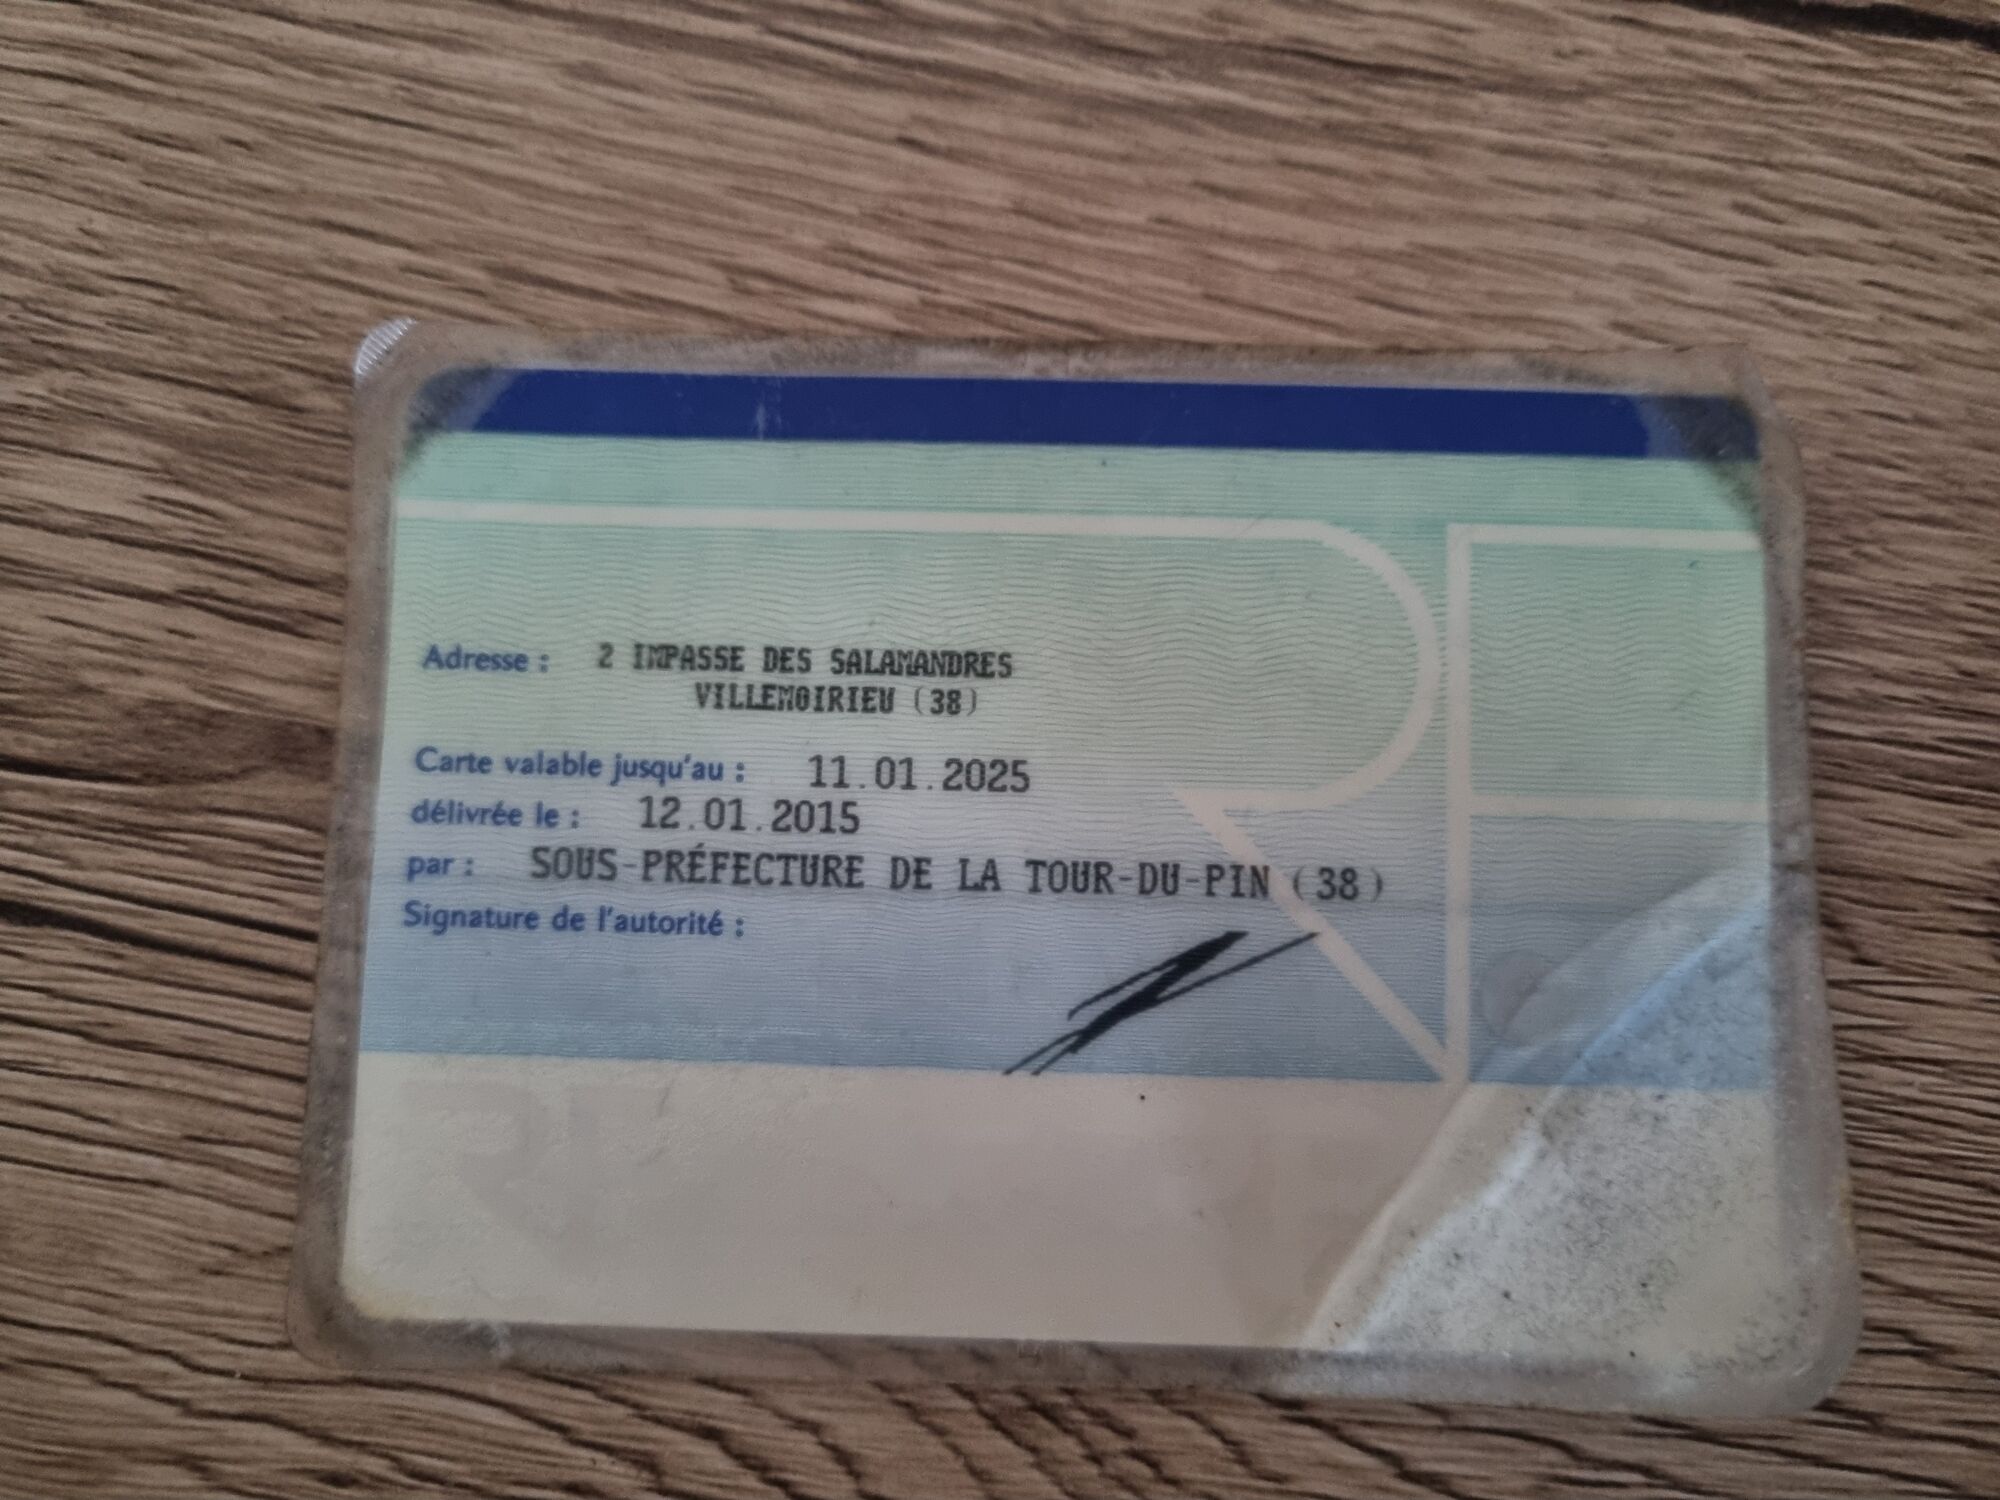 Adresse : 2 IMPASSE DES SALAMANDRES
VILLEMOIRIEU (38)
Carte valable jusqu'au : 11.01.2025
délivrée le : 12.01.2015
par : SOUS-PRÉFECTURE DE LA TOUR-DU-PIN (38)
Signature de l'autorité :